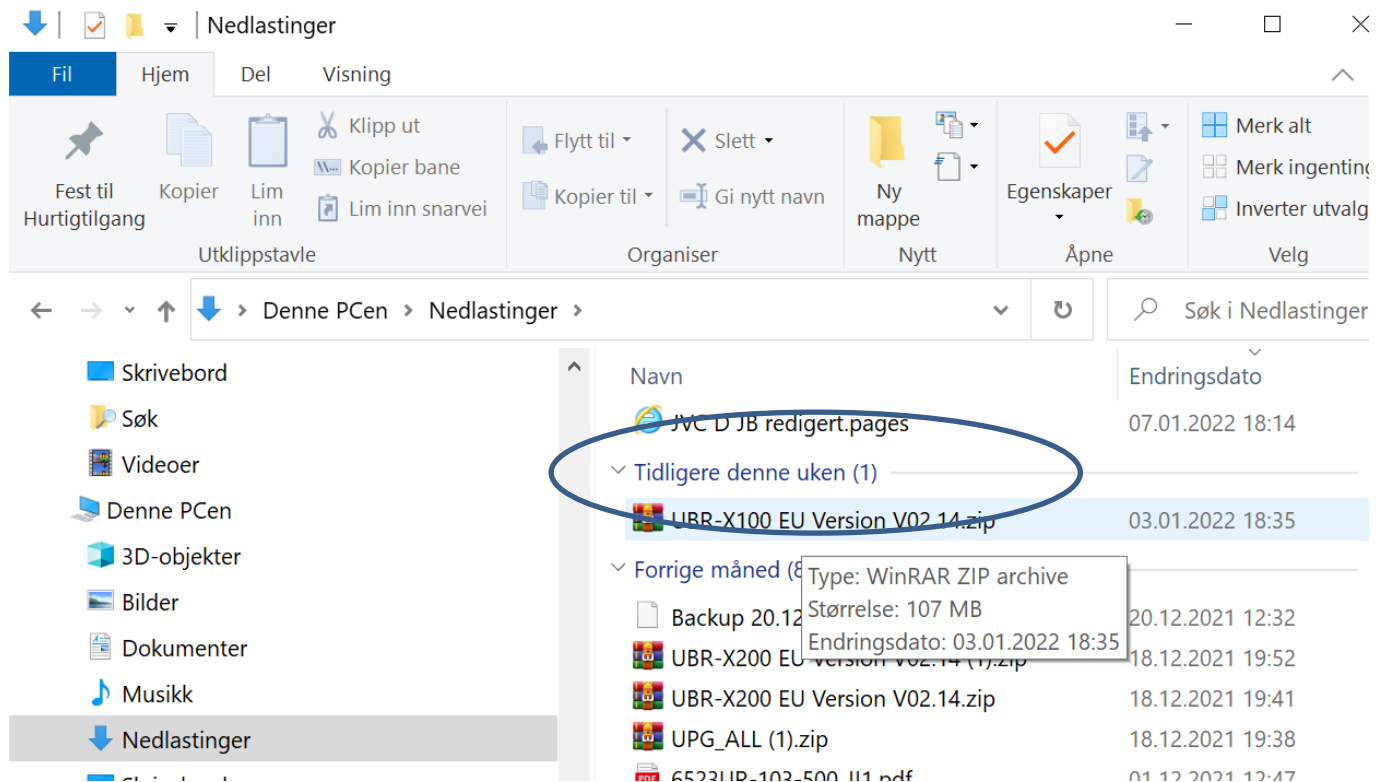 Nedlastinger
Fil Hjem Del Visning
Fest til Hurtigtilgang
Kopier
Lim inn
Klipp ut
Kopier bane
Lim inn snarvei
Utklippstavle
Flytt til
Kopier til
Slett
Gi nytt navn
Organiser
Ny mappe
Nytt
Egenskaper
Åpne
Merk alt
Merk ingenting
Inverter utvalg
Velg
Denne PCen > Nedlastinger >
Søk i Nedlastinger
Skrivebord
Søk
Videoer
Denne PCen
3D-objekter
Bilder
Dokumenter
Musikk
Nedlastinger
Navn Endringsdato
JVC D JB redigert.pages 07.01.2022 18:14
Tidligere denne uken (1)
UBR-X100 EU Version V02.14.zip 03.01.2022 18:35
Forrige måned (8
Type: WinRAR ZIP archive
Størrelse: 107 MB
Endringsdato: 03.01.2022 18:35
Backup 20.12 20.12.2021 12:32
UBR-X200 EU Version V02.14 (1).zip 18.12.2021 19:52
UBR-X200 EU Version V02.14.zip 18.12.2021 19:41
UPG_ALL (1).zip 18.12.2021 19:38
01.12.2021 12:47